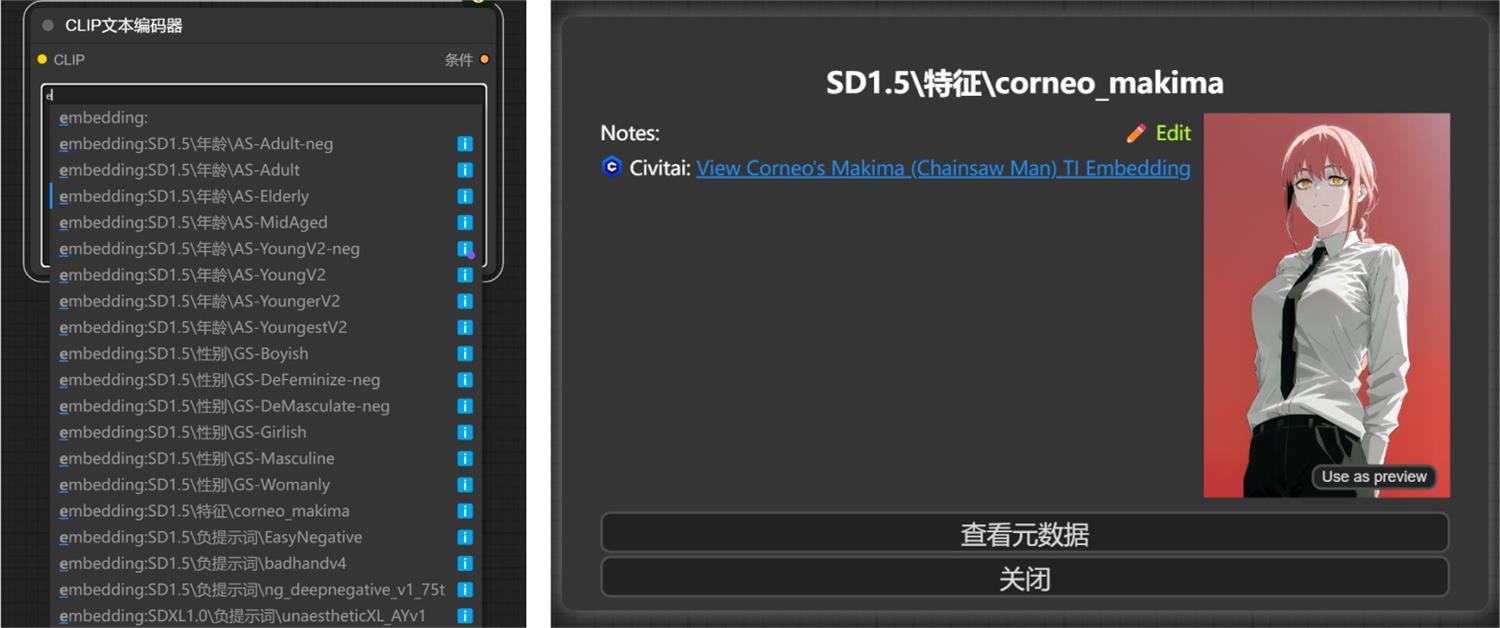 CLIP文本编码器
CLIP
条件
e
embedding:
embedding:SD1.5\年龄\AS-Adult-neg
embedding:SD1.5\年龄\AS-Adult
embedding:SD1.5\年龄\AS-Elderly
embedding:SD1.5\年龄\AS-MidAged
embedding:SD1.5\年龄\AS-YoungV2-neg
embedding:SD1.5\年龄\AS-YoungV2
embedding:SD1.5\年龄\AS-YoungerV2
embedding:SD1.5\年龄\AS-YoungestV2
embedding:SD1.5\性别\GS-Boyish
embedding:SD1.5\性别\GS-DeFeminize-neg
embedding:SD1.5\性别\GS-DeMasculate-neg
embedding:SD1.5\性别\GS-Girlish
embedding:SD1.5\性别\GS-Masculine
embedding:SD1.5\性别\GS-Womanly
embedding:SD1.5\特征\corneo_makima
embedding:SD1.5\负提示词\EasyNegative
embedding:SD1.5\负提示词\badhandv4
embedding:SD1.5\负提示词\ng_deepnegative_v1_75t
embedding:SDXL1.0\负提示词\unaestheticXL_AYv1
SD1.5\特征\corneo_makima
Notes:
Edit
Civitai: View Corneo's Makima (Chainsaw Man) TI Embedding
Use as preview
查看元数据
关闭